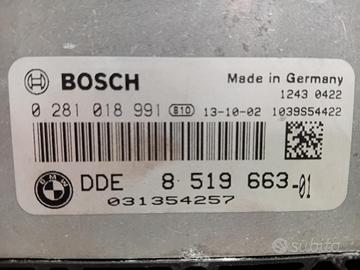 BOSCH
Made in Germany
1243 0422
0 281 018 991 810 13-10-02 1039S54422
BMW
DDE 8 519 663-01
031354257
subito